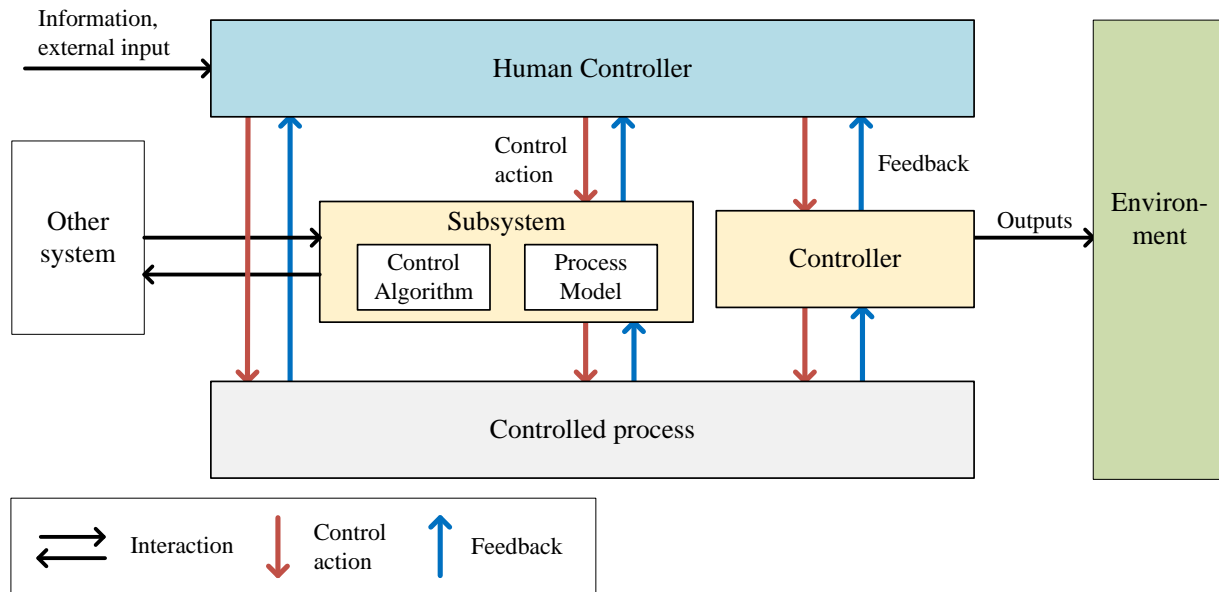 Information,
external input
Human Controller
Control
action
Feedback
Other
system
Subsystem
Control
Algorithm
Process
Model
Controller
Outputs
Environ-
ment
Controlled process
Interaction
Control
action
Feedback